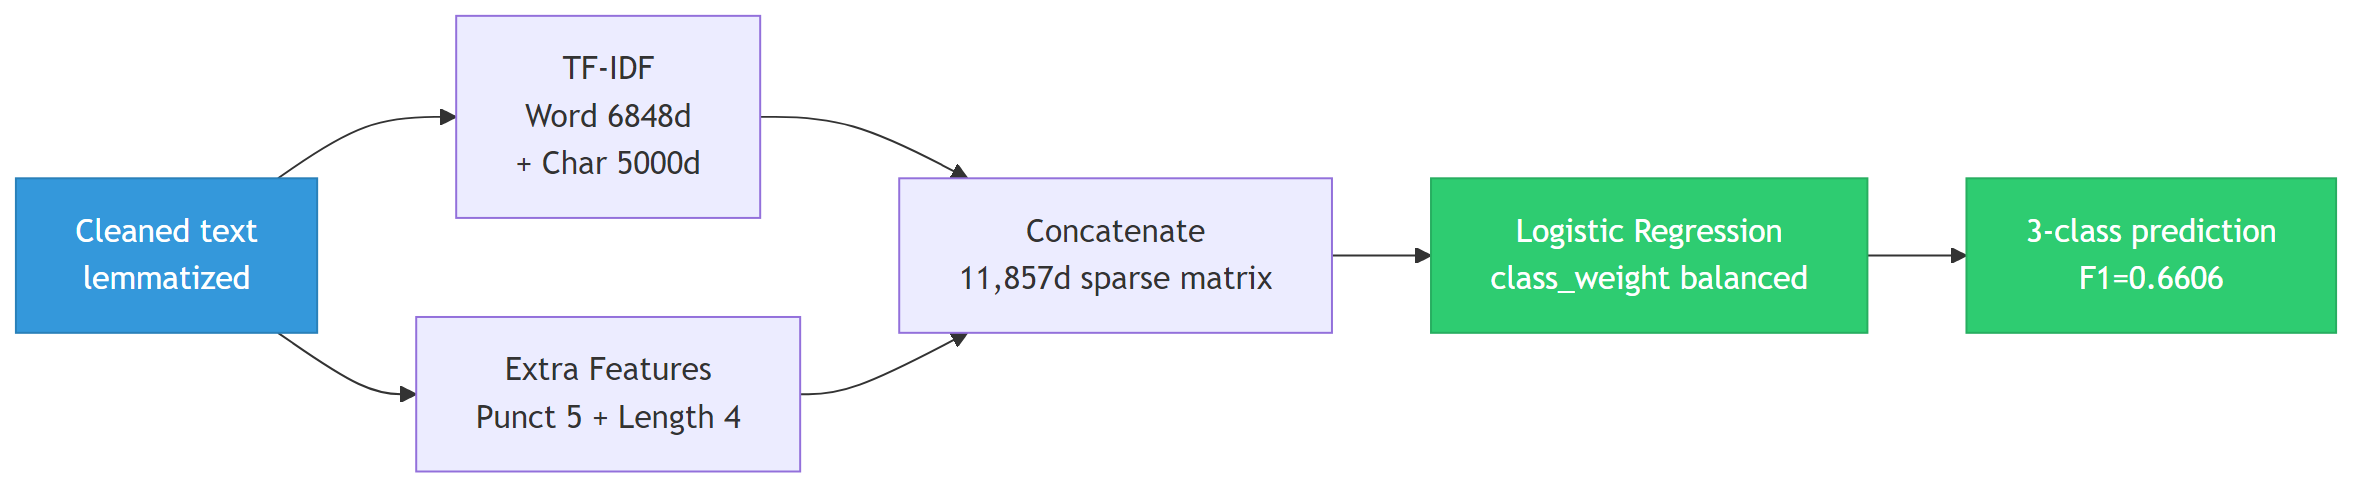 Cleaned text
lemmatized
TF-IDF
Word 6848d
+ Char 5000d
Extra Features
Punct 5 + Length 4
Concatenate
11,857d sparse matrix
Logistic Regression
class_weight balanced
3-class prediction
F1=0.6606